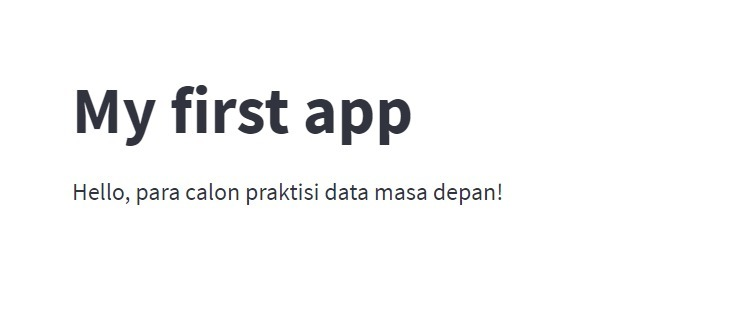 My first app
Hello, para calon praktisi data masa depan!